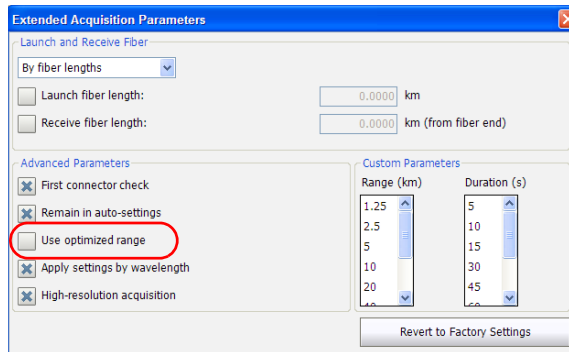 Extended Acquisition Parameters
Launch and Receive Fiber
By fiber lengths
Launch fiber length: 0.0000 km
Receive fiber length: 0.0000 km (from fiber end)
Advanced Parameters
First connector check
Remain in auto-settings
Use optimized range
Apply settings by wavelength
High-resolution acquisition
Custom Parameters
Range (km) Duration (s)
1.25 5
2.5 10
5 15
10 30
20 45
Revert to Factory Settings